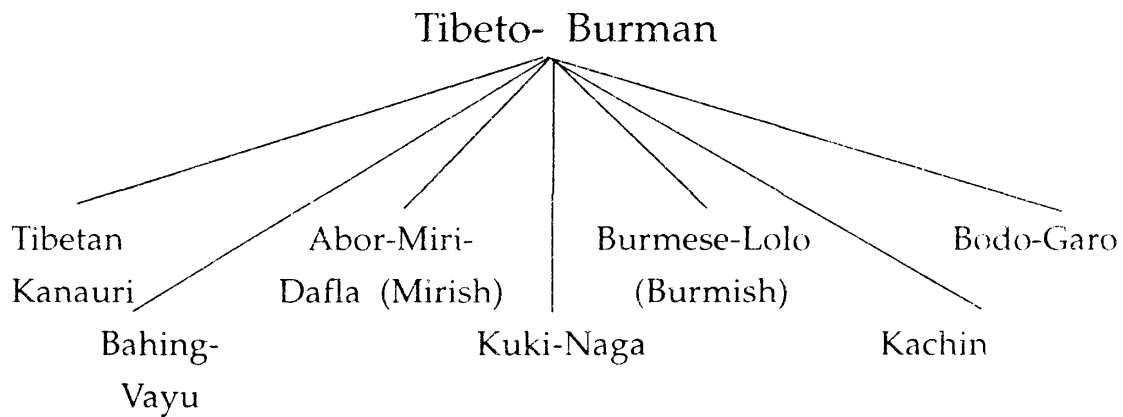 Tibeto- Burman
Tibetan
Kanauri
Abor-Miri-
Dafla (Mirish)
Burmese-Lolo
(Burmish)
Bodo-Garo
Bahing-
Vayu
Kuki-Naga
Kachin